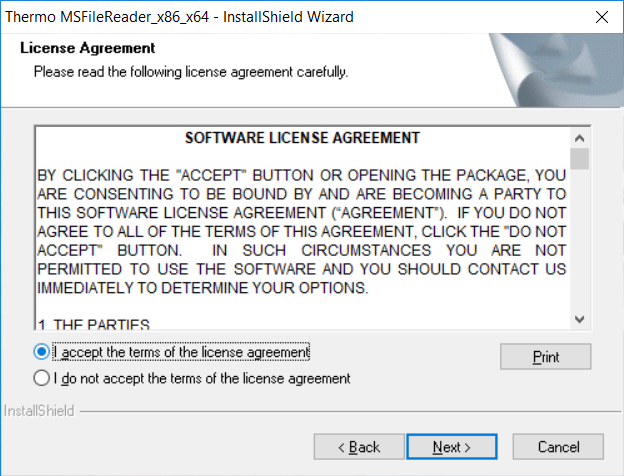 Thermo MSFileReader_x86_x64 - InstallShield Wizard
License Agreement
Please read the following license agreement carefully.
SOFTWARE LICENSE AGREEMENT
BY CLICKING THE "ACCEPT" BUTTON OR OPENING THE PACKAGE, YOU
ARE CONSENTING TO BE BOUND BY AND ARE BECOMING A PARTY TO
THIS SOFTWARE LICENSE AGREEMENT (“AGREEMENT”). IF YOU DO NOT
AGREE TO ALL OF THE TERMS OF THIS AGREEMENT, CLICK THE "DO NOT
ACCEPT" BUTTON. IN SUCH CIRCUMSTANCES YOU ARE NOT
PERMITTED TO USE THE SOFTWARE AND YOU SHOULD CONTACT US
IMMEDIATELY TO DETERMINE YOUR OPTIONS.
1. THE PARTIES
I accept the terms of the license agreement
Print
I do not accept the terms of the license agreement
InstallShield
< Back
Next >
Cancel